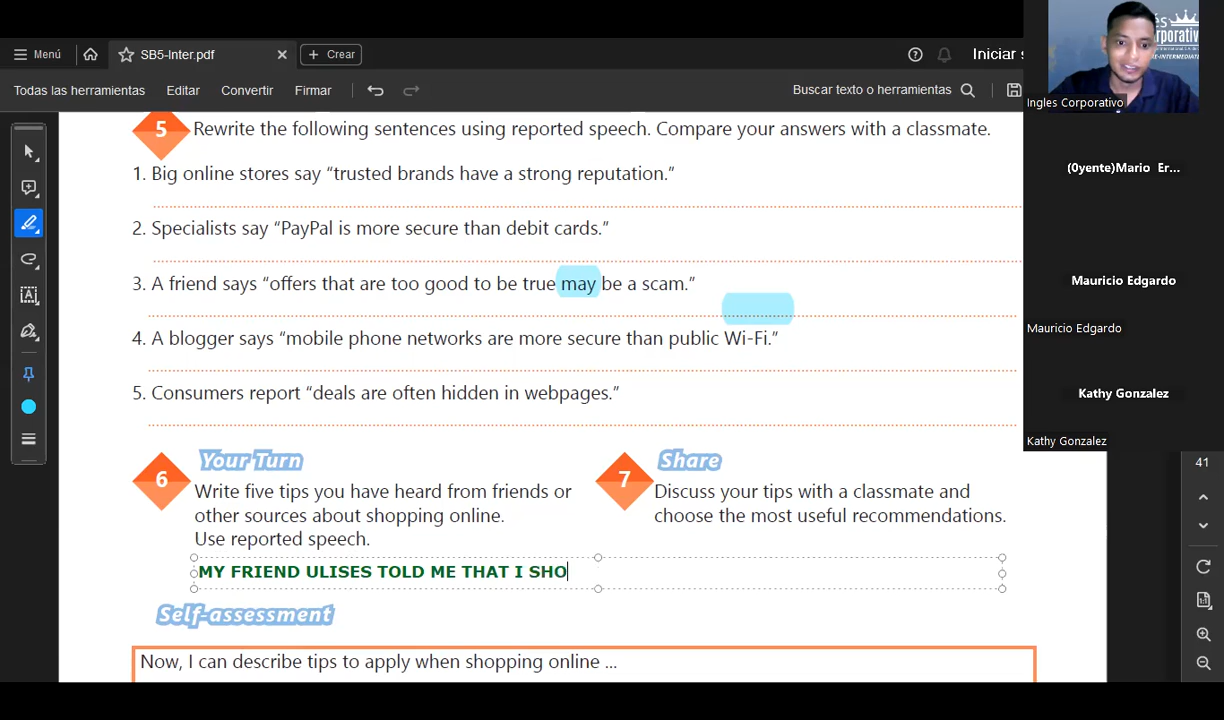 Menú
SB5-Inter.pdf
Crear
Iniciar s
Todas las herramientas
Editar
Convertir
Firmar
Buscar texto o herramientas
5 Rewrite the following sentences using reported speech. Compare your answers with a classmate.
1. Big online stores say “trusted brands have a strong reputation.”
2. Specialists say “PayPal is more secure than debit cards.”
3. A friend says “offers that are too good to be true may be a scam.”
4. A blogger says “mobile phone networks are more secure than public Wi-Fi.”
5. Consumers report “deals are often hidden in webpages.”
6 Your Turn
Write five tips you have heard from friends or
other sources about shopping online.
Use reported speech.
7 Share
Discuss your tips with a classmate and
choose the most useful recommendations.
MY FRIEND ULISES TOLD ME THAT I SHO
Self-assessment
Now, I can describe tips to apply when shopping online ...
és
orporativ
E-INTERMEDIATE
Ingles Corporativo
(0yente)Mario Er...
Mauricio Edgardo
Mauricio Edgardo
Kathy Gonzalez
Kathy Gonzalez
41
1:1